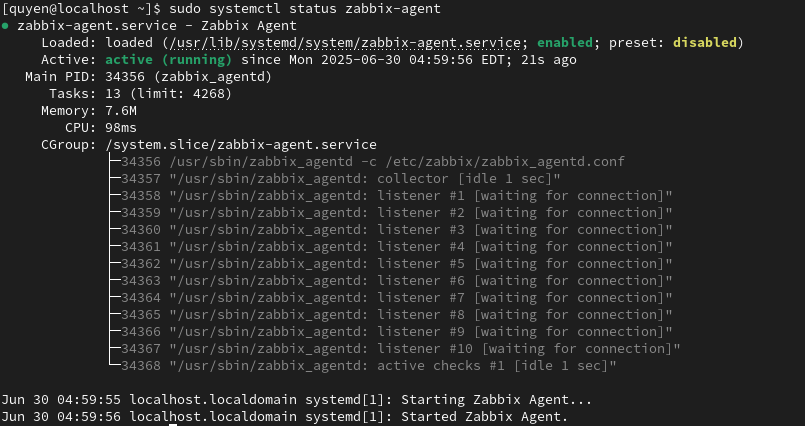 [quyen@localhost ~]$ sudo systemctl status zabbix-agent
● zabbix-agent.service - Zabbix Agent
     Loaded: loaded (/usr/lib/systemd/system/zabbix-agent.service; enabled; preset: disabled)
     Active: active (running) since Mon 2025-06-30 04:59:56 EDT; 21s ago
   Main PID: 34356 (zabbix_agentd)
      Tasks: 13 (limit: 4268)
     Memory: 7.6M
        CPU: 98ms
     CGroup: /system.slice/zabbix-agent.service
             ├─34356 /usr/sbin/zabbix_agentd -c /etc/zabbix/zabbix_agentd.conf
             ├─34357 "/usr/sbin/zabbix_agentd: collector [idle 1 sec]"
             ├─34358 "/usr/sbin/zabbix_agentd: listener #1 [waiting for connection]"
             ├─34359 "/usr/sbin/zabbix_agentd: listener #2 [waiting for connection]"
             ├─34360 "/usr/sbin/zabbix_agentd: listener #3 [waiting for connection]"
             ├─34361 "/usr/sbin/zabbix_agentd: listener #4 [waiting for connection]"
             ├─34362 "/usr/sbin/zabbix_agentd: listener #5 [waiting for connection]"
             ├─34363 "/usr/sbin/zabbix_agentd: listener #6 [waiting for connection]"
             ├─34364 "/usr/sbin/zabbix_agentd: listener #7 [waiting for connection]"
             ├─34365 "/usr/sbin/zabbix_agentd: listener #8 [waiting for connection]"
             ├─34366 "/usr/sbin/zabbix_agentd: listener #9 [waiting for connection]"
             ├─34367 "/usr/sbin/zabbix_agentd: listener #10 [waiting for connection]"
             └─34368 "/usr/sbin/zabbix_agentd: active checks #1 [idle 1 sec]"

Jun 30 04:59:55 localhost.localdomain systemd[1]: Starting Zabbix Agent...
Jun 30 04:59:56 localhost.localdomain systemd[1]: Started Zabbix Agent.